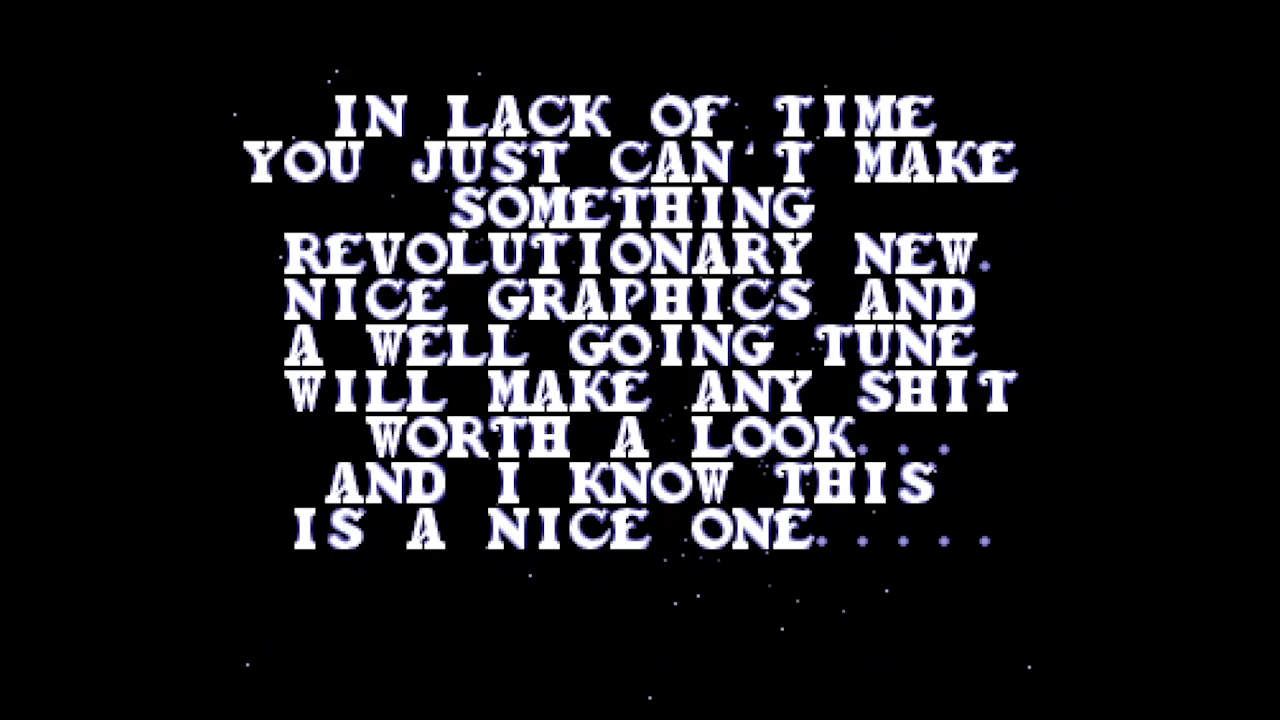 IN LACK OF TIME
YOU JUST CAN'T MAKE
SOMETHING
REVOLUTIONARY NEW.
NICE GRAPHICS AND
A WELL GOING TUNE
WILL MAKE ANY SHIT
WORTH A LOOK...
AND I KNOW THIS
IS A NICE ONE.....